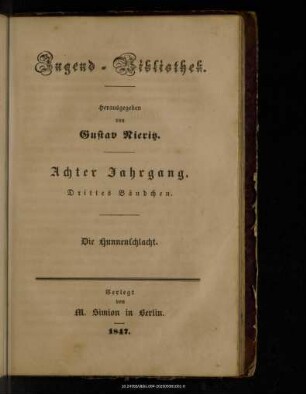 Jugend-Bibliothek.
Herausgegeben
von
Gustav Nieritz.
Achter Jahrgang.
Drittes Bändchen.
Die Hunnenschlacht.
Verlegt
von
M. Simion in Berlin.
1847.